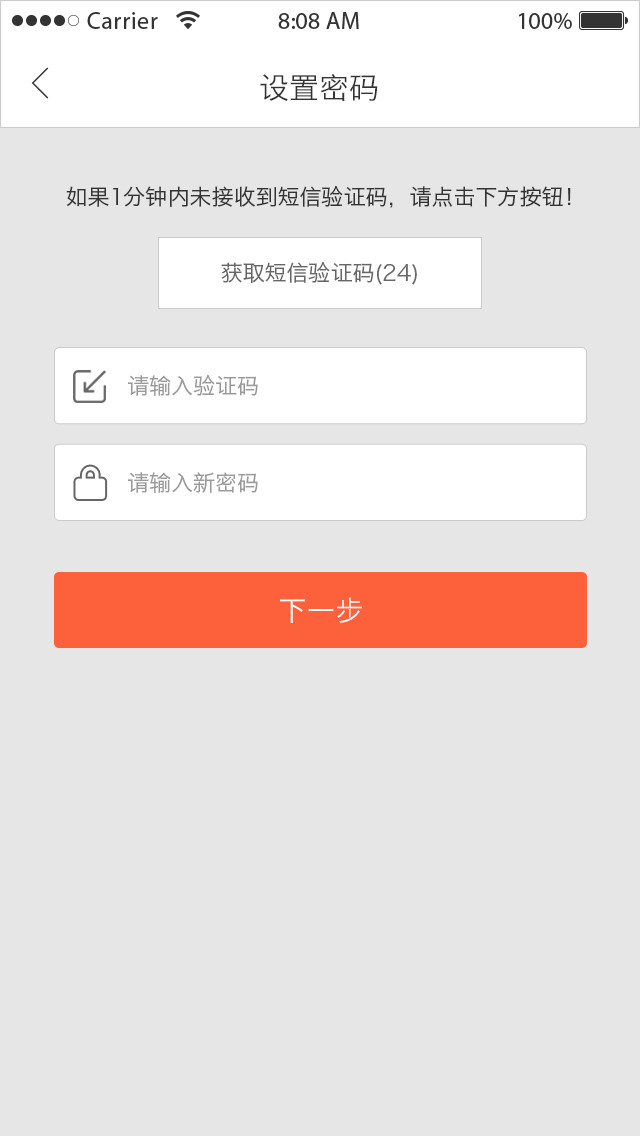 Carrier 8:08 AM 100%
设置密码
如果1分钟内未接收到短信验证码，请点击下方按钮！
获取短信验证码(24)
请输入验证码
请输入新密码
下一步